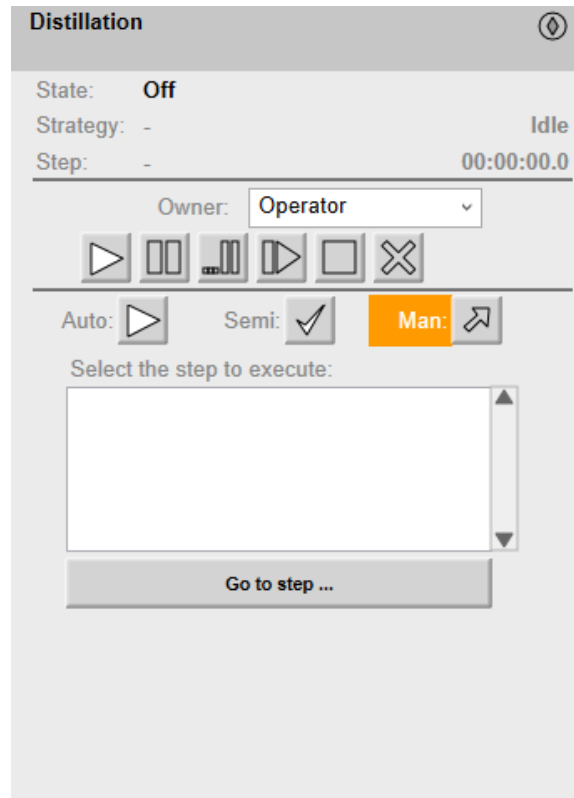 Distillation
State: Off
Strategy: - Idle
Step: - 00:00:00.0
Owner: Operator
Auto: Semi: Man:
Select the step to execute:
Go to step ...